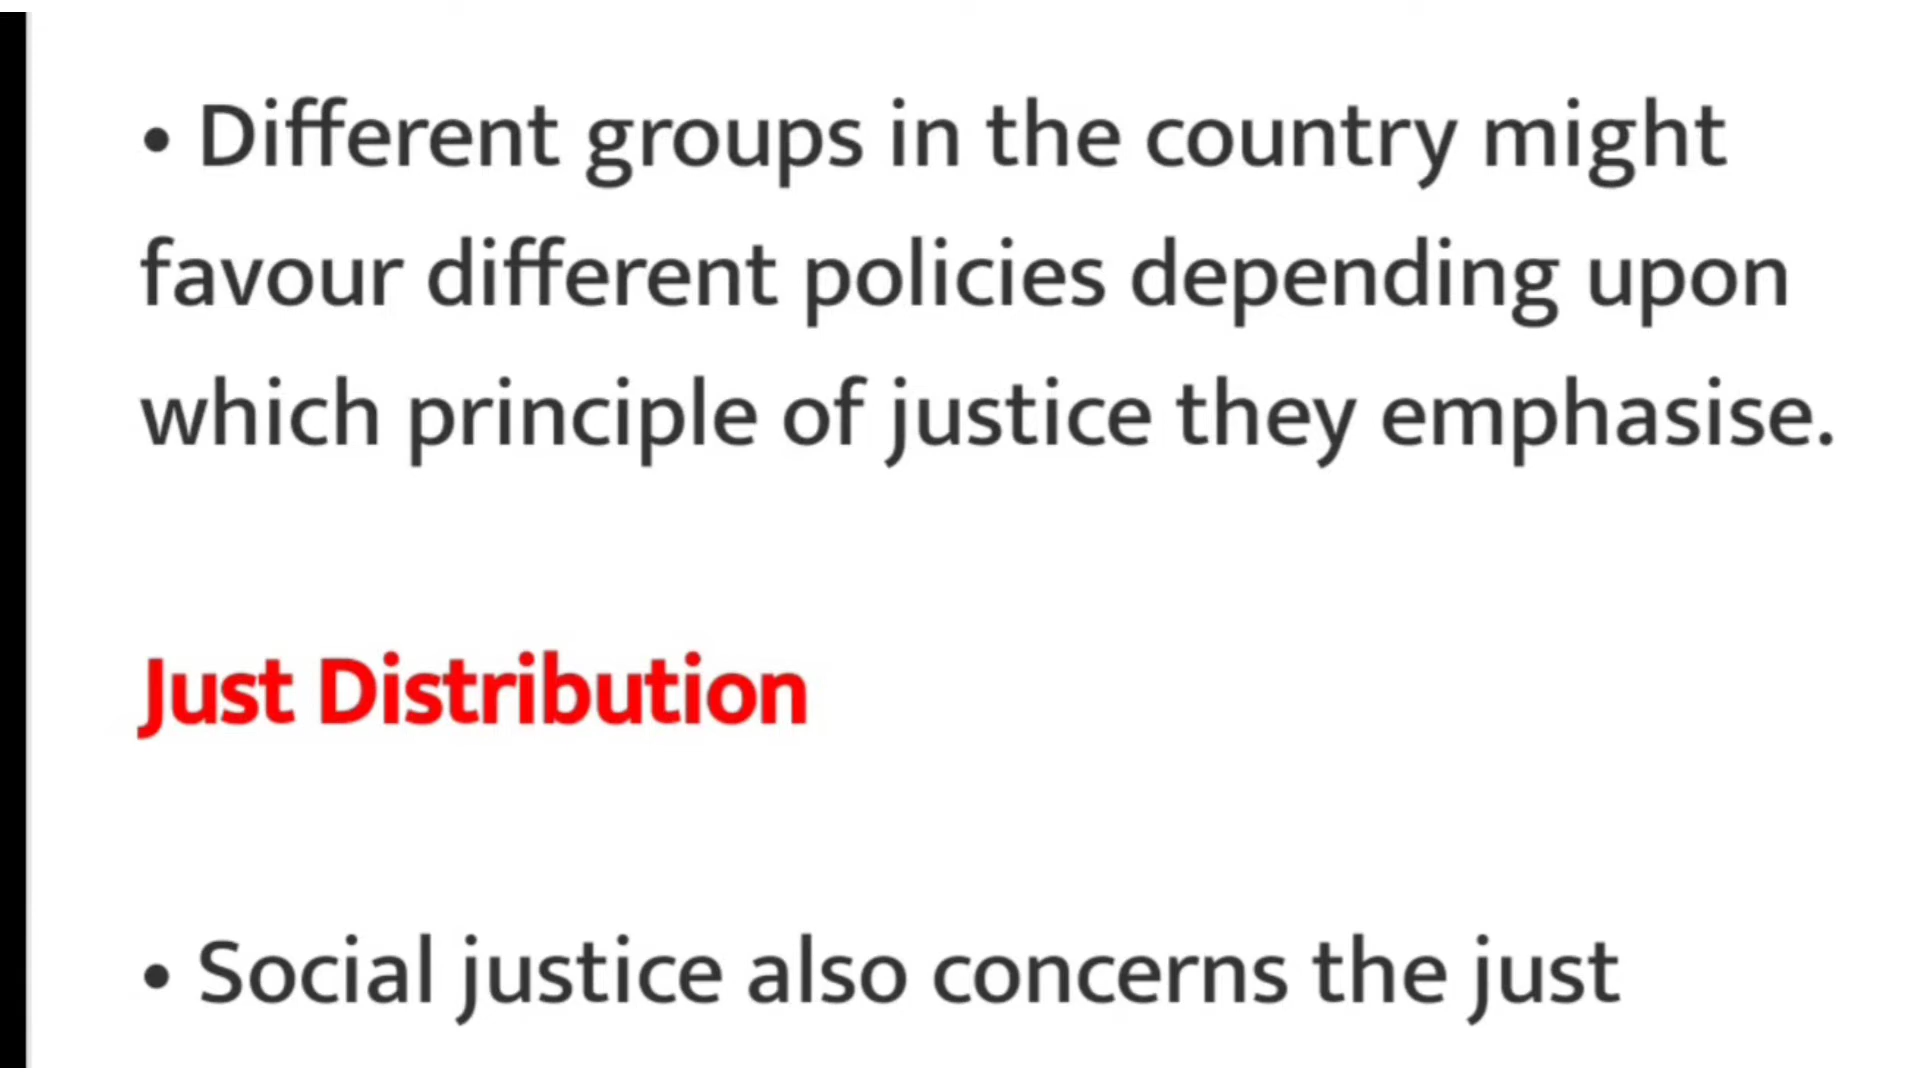 • Different groups in the country might
favour different policies depending upon
which principle of justice they emphasise.
Just Distribution
• Social justice also concerns the just